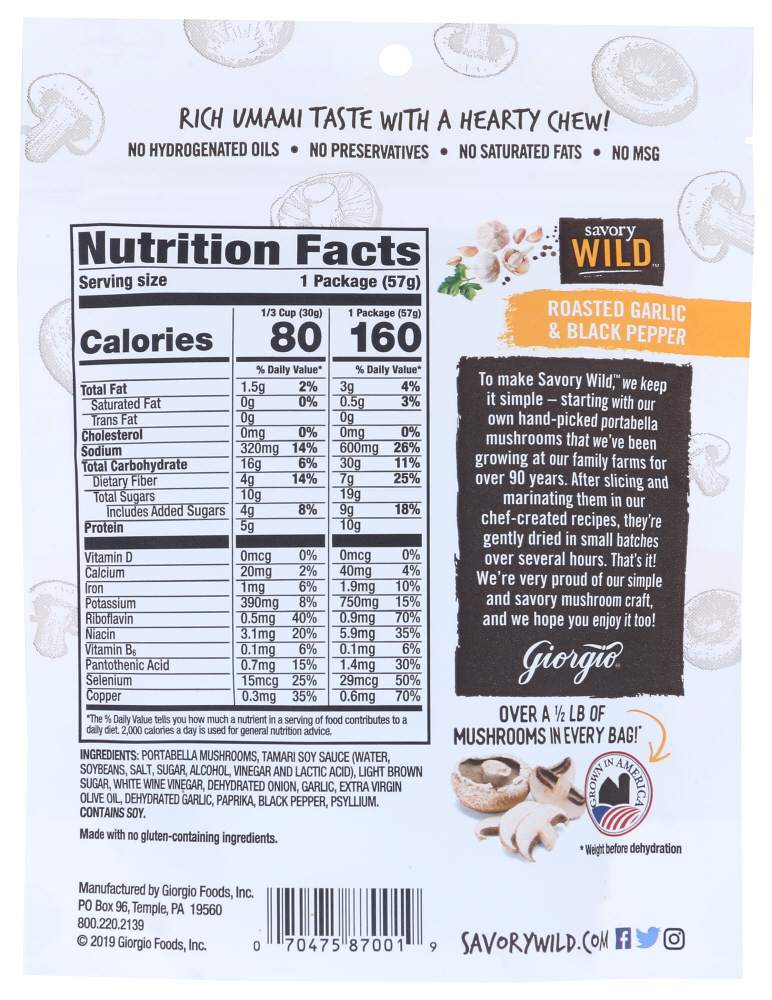 RICH UMAMI TASTE WITH A HEARTY CHEW!
NO HYDROGENATED OILS • NO PRESERVATIVES • NO SATURATED FATS • NO MSG
Nutrition Facts
Serving size 1 Package (57g)
1/3 Cup (30g) 1 Package (57g)
Calories 80 160
% Daily Value* % Daily Value*
Total Fat 1.5g 2% 3g 4%
Saturated Fat 0g 0% 0.5g 3%
Trans Fat 0g 0g
Cholesterol 0mg 0% 0mg 0%
Sodium 320mg 14% 600mg 26%
Total Carbohydrate 16g 6% 30g 11%
Dietary Fiber 4g 14% 7g 25%
Total Sugars 10g 19g
Includes Added Sugars 4g 8% 9g 18%
Protein 5g 10g
Vitamin D 0mcg 0% 0mcg 0%
Calcium 20mg 2% 40mg 4%
Iron 1mg 6% 1.9mg 10%
Potassium 390mg 8% 750mg 15%
Riboflavin 0.5mg 40% 0.9mg 70%
Niacin 3.1mg 20% 5.9mg 35%
Vitamin B6 0.1mg 6% 0.1mg 6%
Pantothenic Acid 0.7mg 15% 1.4mg 30%
Selenium 15mcg 25% 29mcg 50%
Copper 0.3mg 35% 0.6mg 70%
*The % Daily Value tells you how much a nutrient in a serving of food contributes to a
daily diet. 2,000 calories a day is used for general nutrition advice.
INGREDIENTS: PORTABELLA MUSHROOMS, TAMARI SOY SAUCE (WATER,
SOYBEANS, SALT, SUGAR, ALCOHOL, VINEGAR AND LACTIC ACID), LIGHT BROWN
SUGAR, WHITE WINE VINEGAR, DEHYDRATED ONION, GARLIC, EXTRA VIRGIN
OLIVE OIL, DEHYDRATED GARLIC, PAPRIKA, BLACK PEPPER, PSYLLIUM.
CONTAINS SOY.
Made with no gluten-containing ingredients.
Manufactured by Giorgio Foods, Inc.
PO Box 96, Temple, PA 19560
800.220.2139
© 2019 Giorgio Foods, Inc.
0 70475 87001 9
savory
WILD™
ROASTED GARLIC
& BLACK PEPPER
To make Savory Wild,™ we keep
it simple – starting with our
own hand-picked portabella
mushrooms that we've been
growing at our family farms for
over 90 years. After slicing and
marinating them in our
chef-created recipes, they're
gently dried in small batches
over several hours. That's it!
We're very proud of our simple
and savory mushroom craft,
and we hope you enjoy it too!
Giorgio®
OVER A ½ LB OF
MUSHROOMS IN EVERY BAG!*
GROWN IN AMERICA
* Weight before dehydration
SAVORYWILD.COM